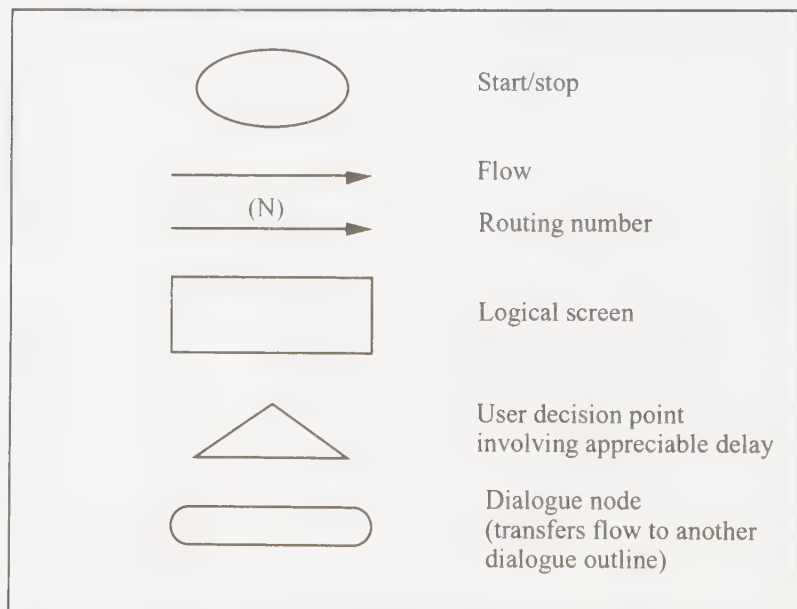 Start/stop
Flow
(N)
Routing number
Logical screen
User decision point
involving appreciable delay
Dialogue node
(transfers flow to another
dialogue outline)